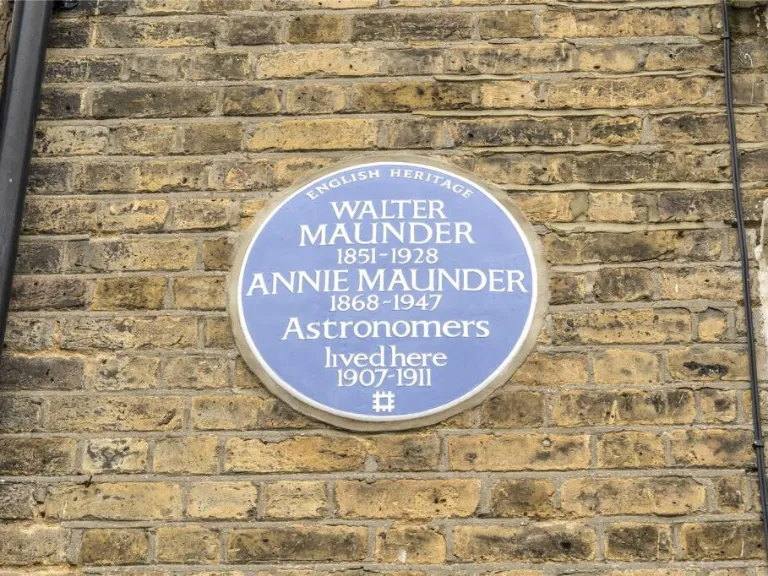 ENGLISH HERITAGE
WALTER
MAUNDER
1851-1928
ANNIE MAUNDER
1868-1947
Astronomers
lived here
1907-1911